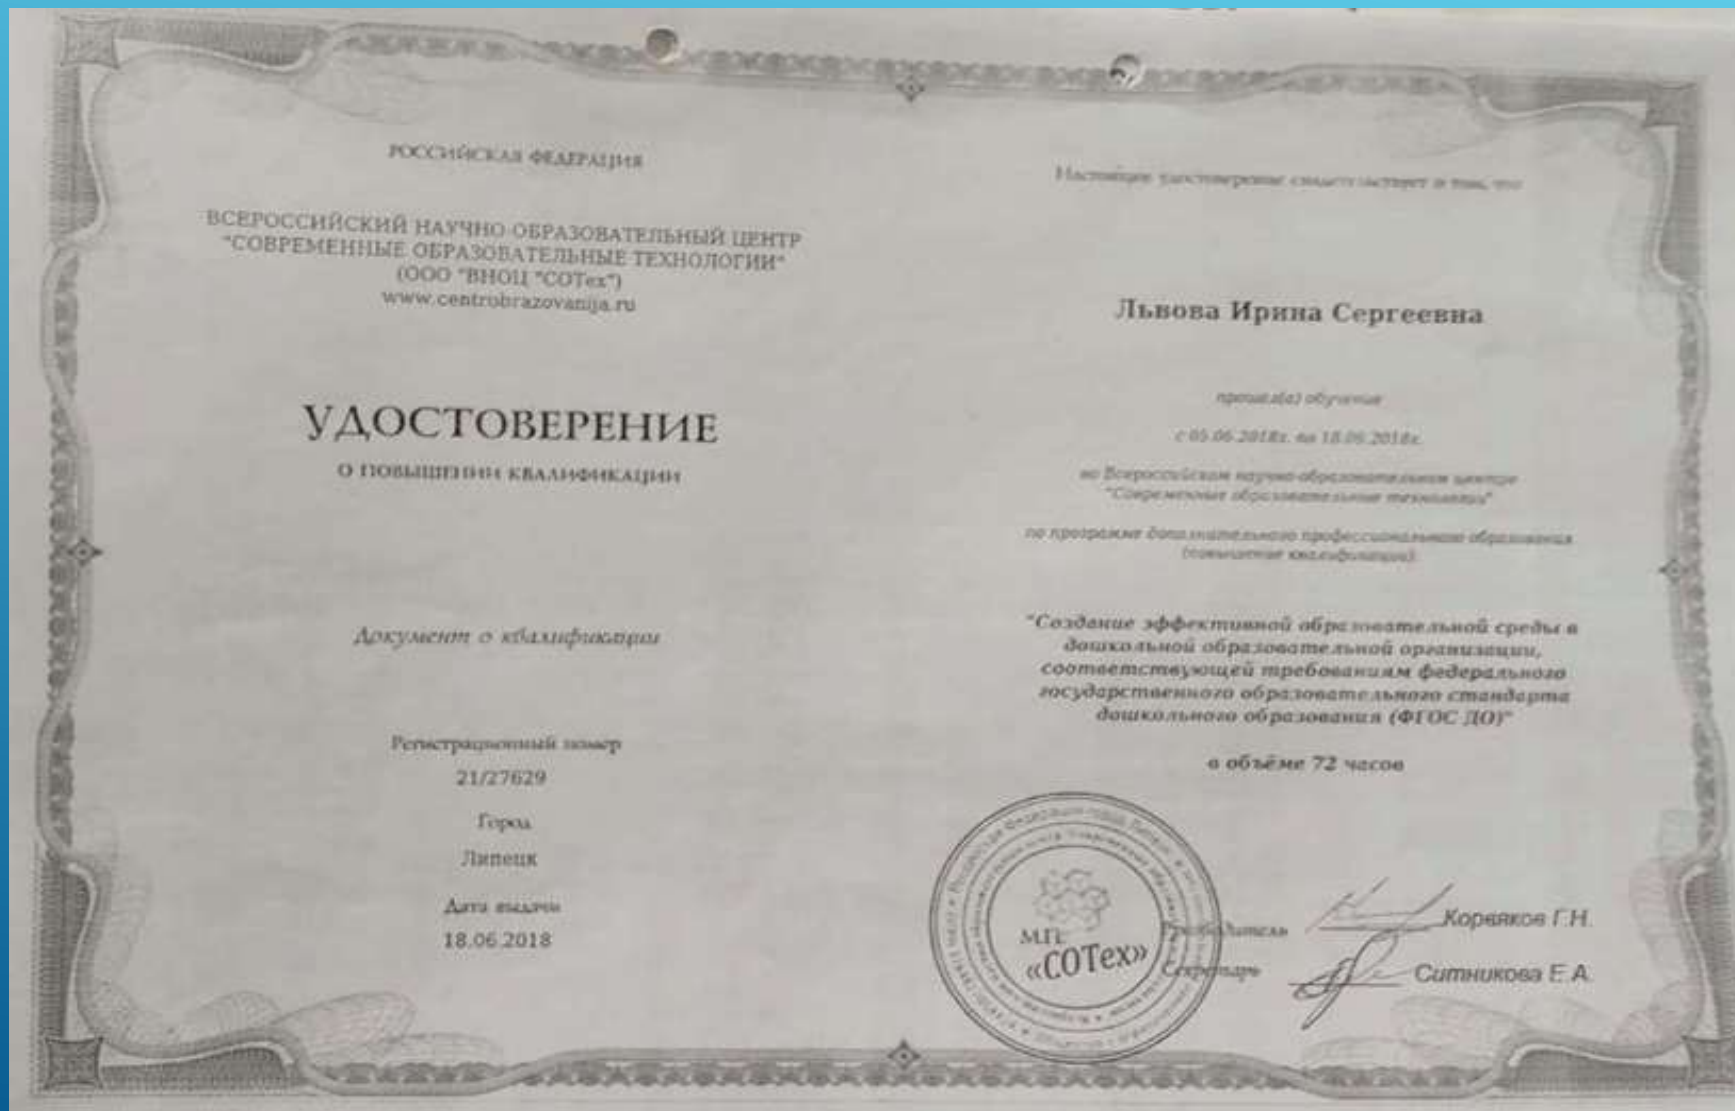 РОССИЙСКАЯ ФЕДЕРАЦИЯ
ВСЕРОССИЙСКИЙ НАУЧНО-ОБРАЗОВАТЕЛЬНЫЙ ЦЕНТР
"СОВРЕМЕННЫЕ ОБРАЗОВАТЕЛЬНЫЕ ТЕХНОЛОГИИ"
(ООО "ВНОЦ "СОТех")
www.centrobrazovanija.ru
УДОСТОВЕРЕНИЕ
О ПОВЫШЕНИИ КВАЛИФИКАЦИИ
Документ о квалификации
Регистрационный номер
21/27629
Город
Липецк
Дата выдачи
18.06.2018
Настоящее удостоверение свидетельствует о том, что
Львова Ирина Сергеевна
прошел(а) обучение
с 05.06.2018г. по 18.06.2018г.
во Всероссийском научно-образовательном центре
"Современные образовательные технологии"
по программе дополнительного профессионального образования
(повышение квалификации):
"Создание эффективной образовательной среды в
дошкольной образовательной организации,
соответствующей требованиям федерального
государственного образовательного стандарта
дошкольного образования (ФГОС ДО)"
в объёме 72 часов
М.П.
«СОТех»
Руководитель Корвяков Г.Н.
Секретарь Ситникова Е.А.